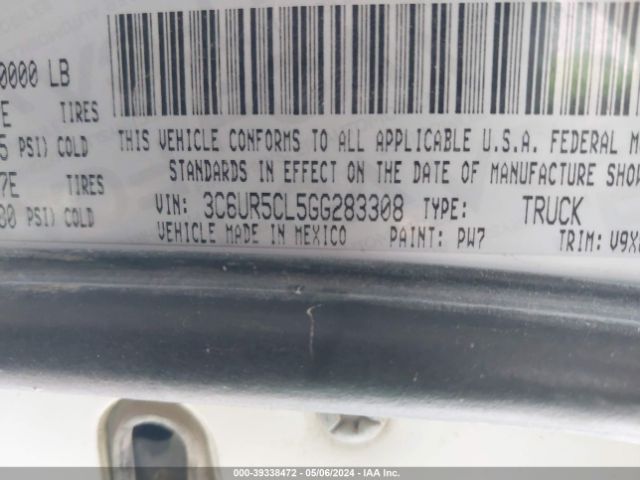 0000 LB
E TIRES
5 PSI) COLD
7E TIRES
80 PSI) COLD
THIS VEHICLE CONFORMS TO ALL APPLICABLE U.S.A. FEDERAL M
STANDARDS IN EFFECT ON THE DATE OF MANUFACTURE SHOW
VIN: 3C6UR5CL5GG283308 TYPE: TRUCK
VEHICLE MADE IN MEXICO PAINT: PW7 TRIM: V9X
000-39338472 — 05/06/2024 — IAA Inc.